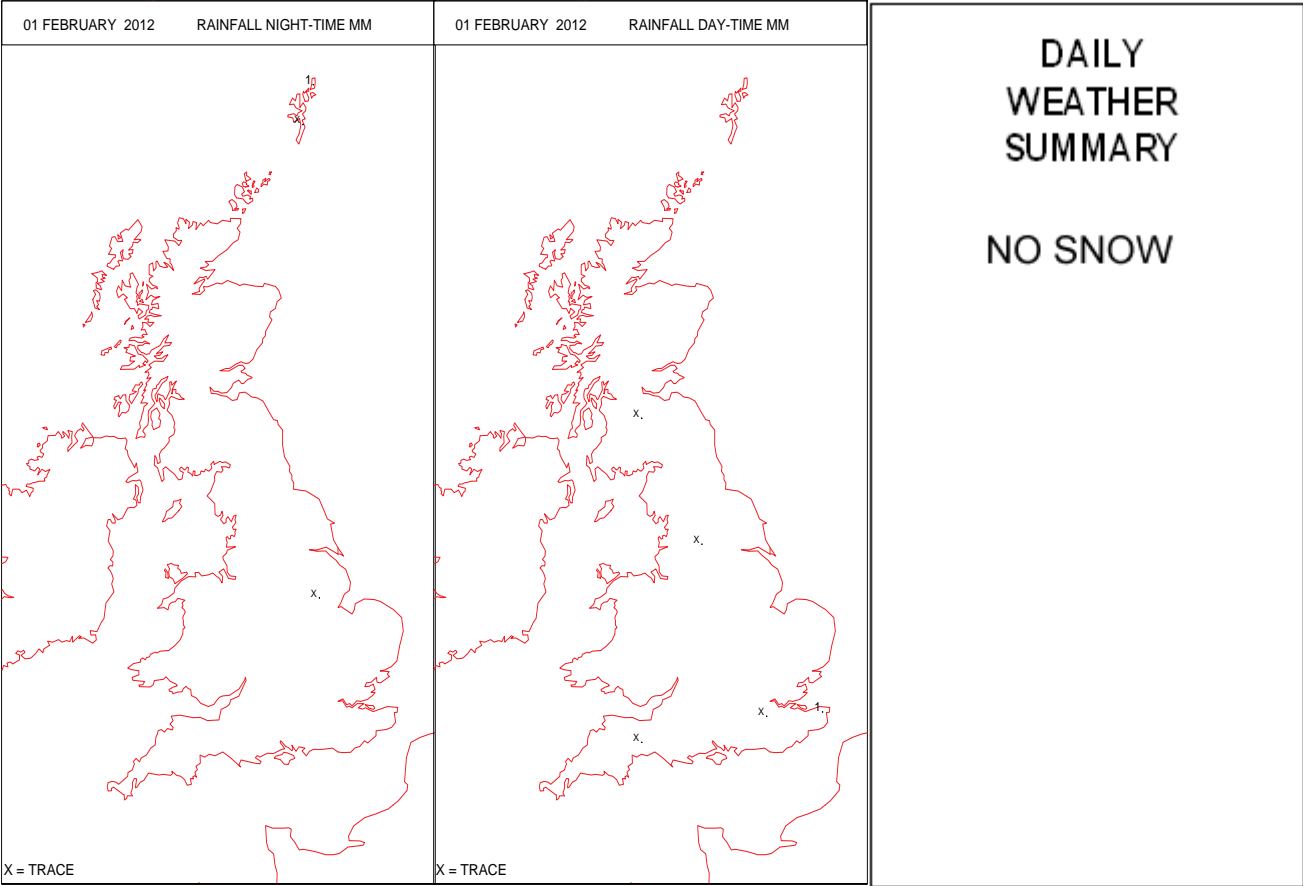 01 FEBRUARY 2012 RAINFALL NIGHT-TIME MM
1.
x.
x.
X = TRACE
01 FEBRUARY 2012 RAINFALL DAY-TIME MM
x.
x.
x. 1.
x.
X = TRACE
DAILY
WEATHER
SUMMARY
NO SNOW